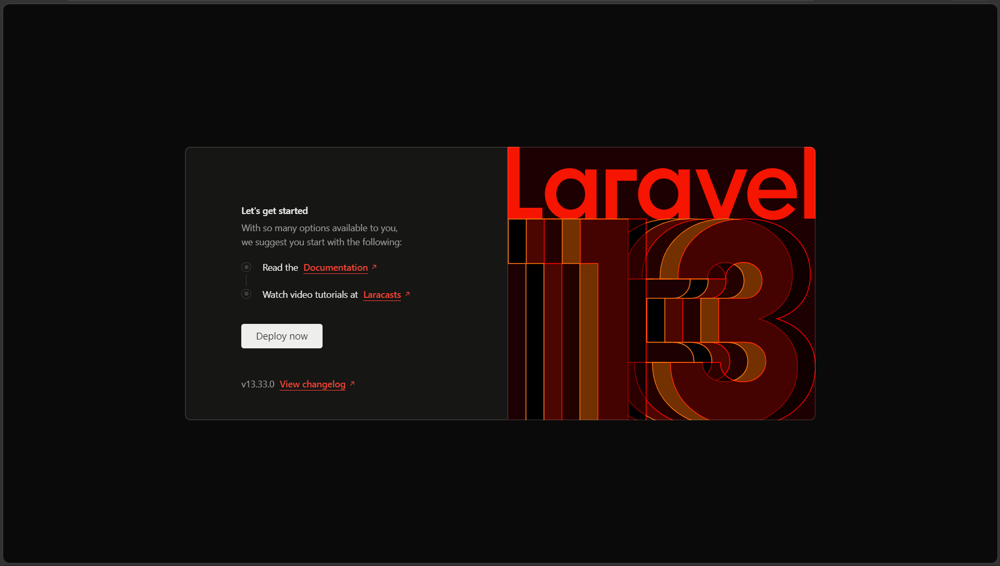 Let's get started
With so many options available to you,
we suggest you start with the following:
Read the Documentation
Watch video tutorials at Laracasts
Deploy now
v13.33.0 View changelog
Laravel
13